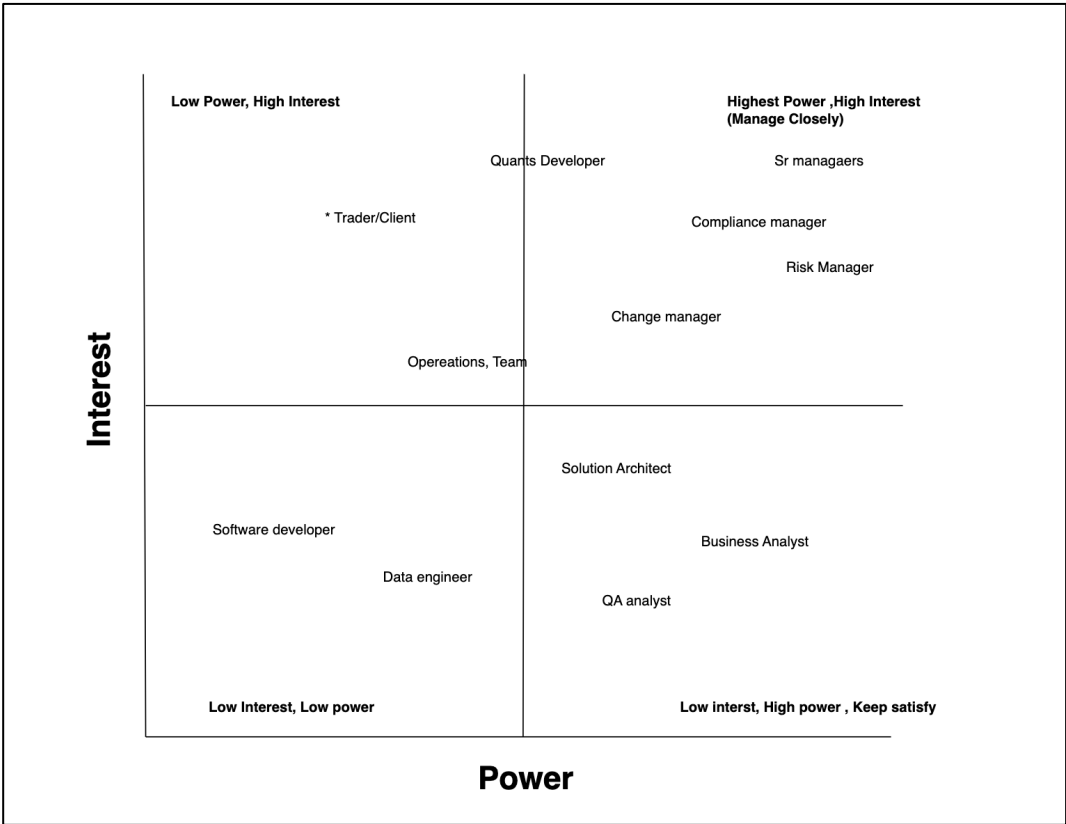 Low Power, High Interest
Highest Power ,High Interest
(Manage Closely)
Quants Developer
Sr managaers
* Trader/Client
Compliance manager
Risk Manager
Change manager
Opereations, Team
Interest
Solution Architect
Software developer
Business Analyst
Data engineer
QA analyst
Low Interest, Low power
Low interst, High power , Keep satisfy
Power